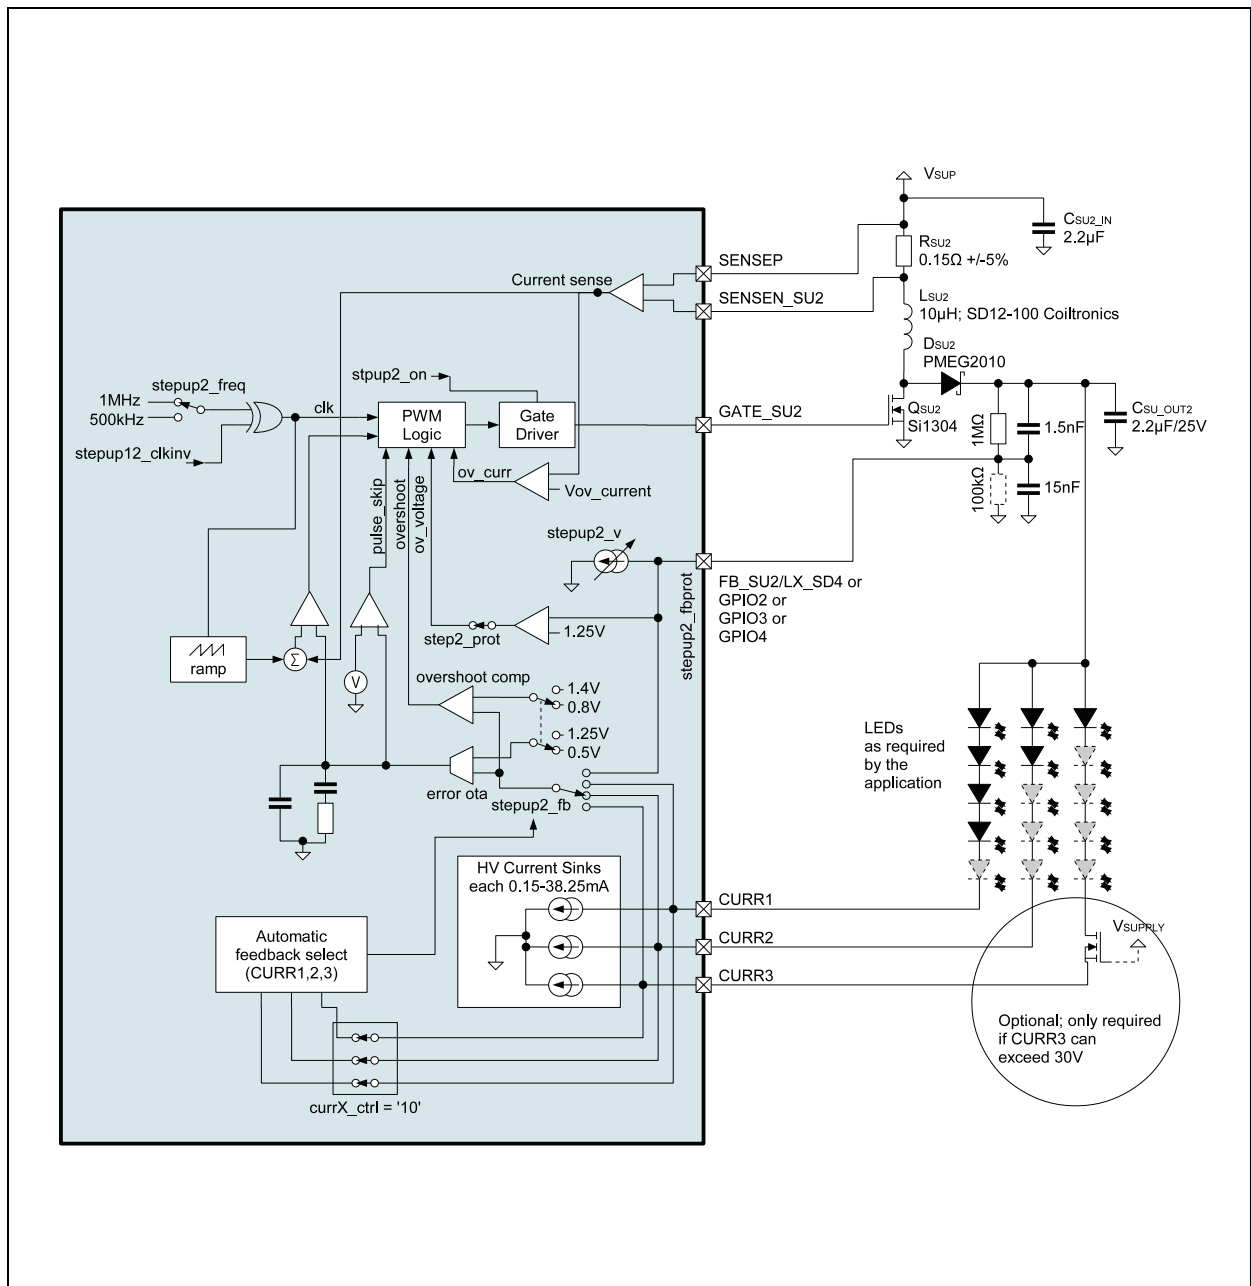 VSUP
CSU2_IN
2.2µF
RSU2
0.15Ω +/-5%
SENSEP
Current sense
SENSEN_SU2
LSU2
10µH; SD12-100 Coiltronics
DSU2
PMEG2010
stpup2_on
stepup2_freq
1MHz
500kHz
clk
PWM
Logic
Gate
Driver
GATE_SU2
QSU2
Si1304
1MΩ
1.5nF
CSU_OUT2
2.2µF/25V
stepup12_clkinv
ov_curr
Vov_current
100kΩ
15nF
pulse_skip
overshoot
ov_voltage
stepup2_v
stepup2_fbprot
FB_SU2/LX_SD4 or
GPIO2 or
GPIO3 or
GPIO4
step2_prot
1.25V
ramp
Σ
V
overshoot comp
1.4V
0.8V
1.25V
0.5V
error ota
stepup2_fb
LEDs
as required
by the
application
HV Current Sinks
each 0.15-38.25mA
CURR1
CURR2
CURR3
VSUPPLY
Automatic
feedback select
(CURR1,2,3)
Optional; only required
if CURR3 can
exceed 30V
currX_ctrl = '10'